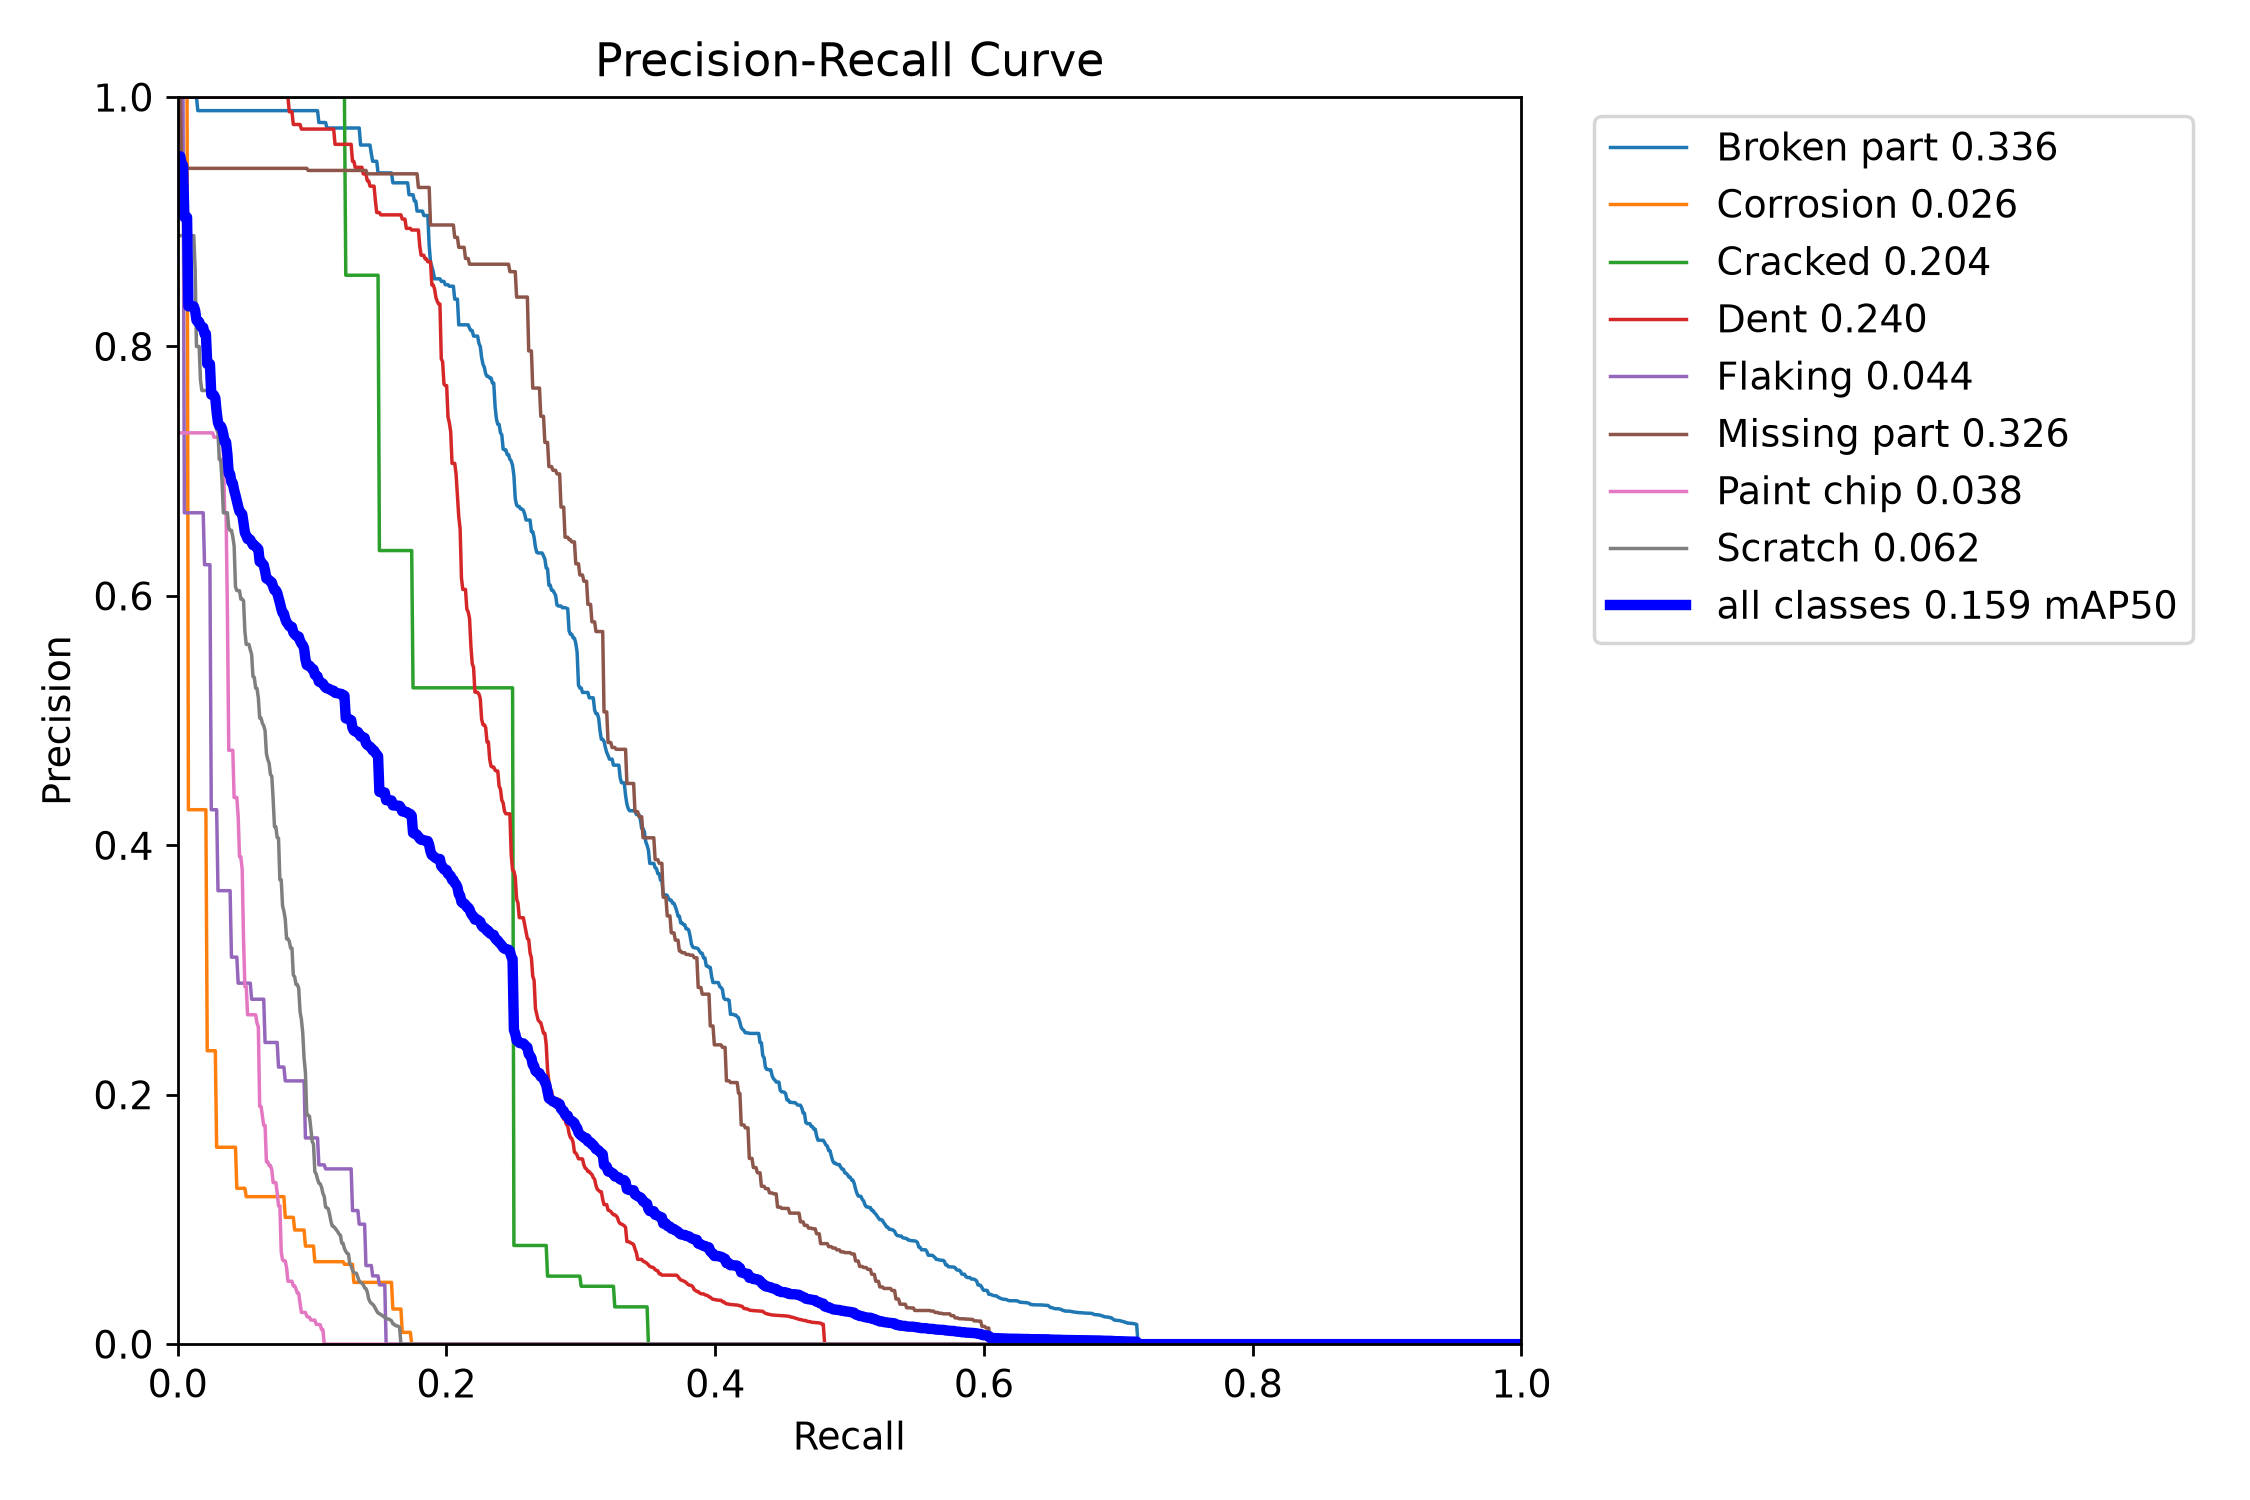 Precision-Recall Curve
1.0
0.8
0.6
0.4
0.2
0.0
Precision
0.0 0.2 0.4 0.6 0.8 1.0
Recall
Broken part 0.336
Corrosion 0.026
Cracked 0.204
Dent 0.240
Flaking 0.044
Missing part 0.326
Paint chip 0.038
Scratch 0.062
all classes 0.159 mAP50